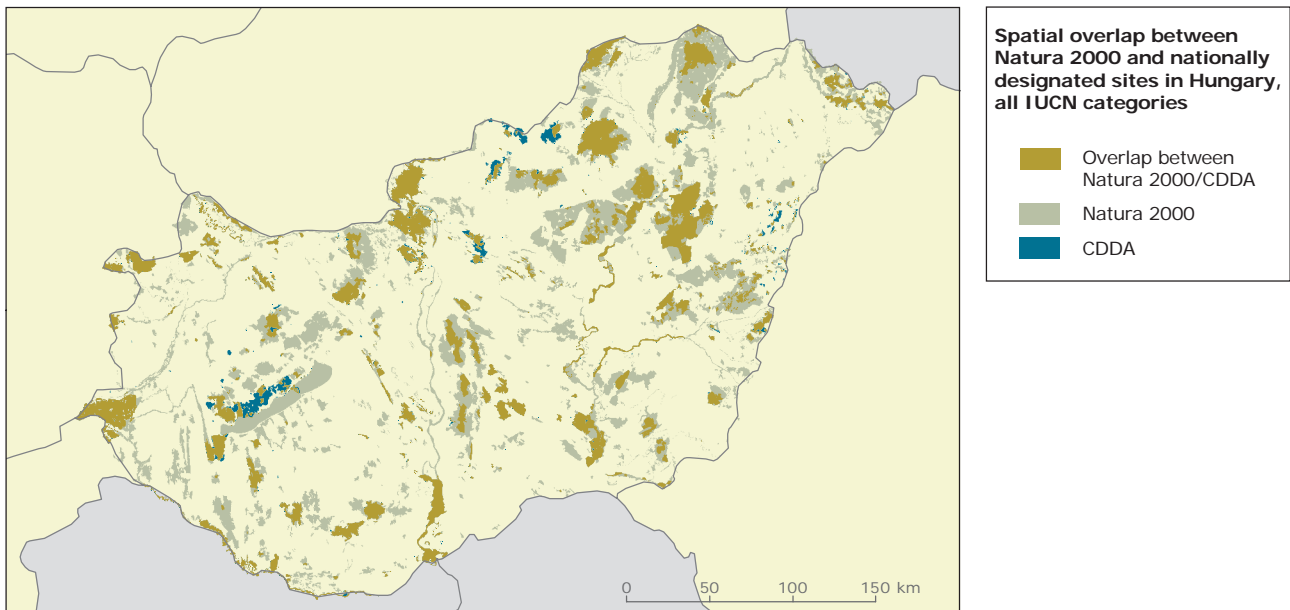 Spatial overlap between
Natura 2000 and nationally
designated sites in Hungary,
all IUCN categories
Overlap between
Natura 2000/CDDA
Natura 2000
CDDA
0 50 100 150 km